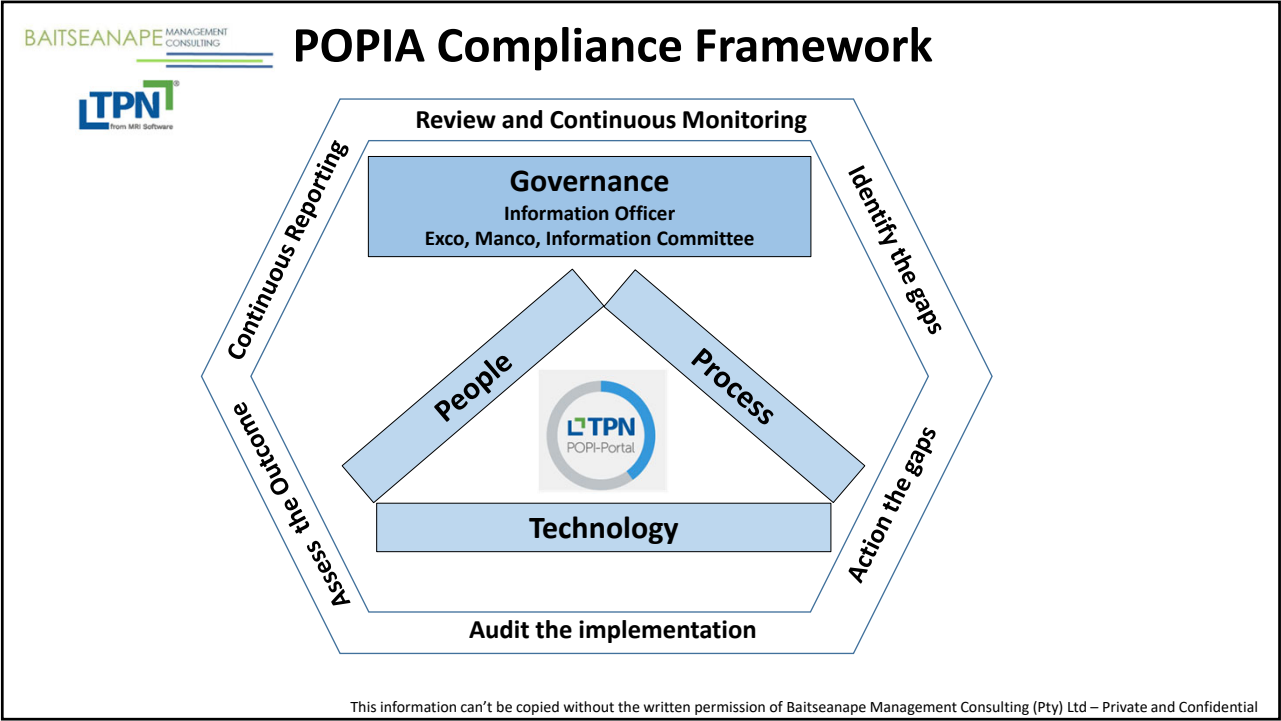 BAITSEANAPE MANAGEMENT
CONSULTING
POPIA Compliance Framework
TPN®
from MRI Software
Review and Continuous Monitoring
Continuous Reporting
Identify the gaps
Governance
Information Officer
Exco, Manco, Information Committee
People
Process
TPN
POPI-Portal
Assess the Outcome
Action the gaps
Technology
Audit the implementation
This information can’t be copied without the written permission of Baitseanape Management Consulting (Pty) Ltd – Private and Confidential